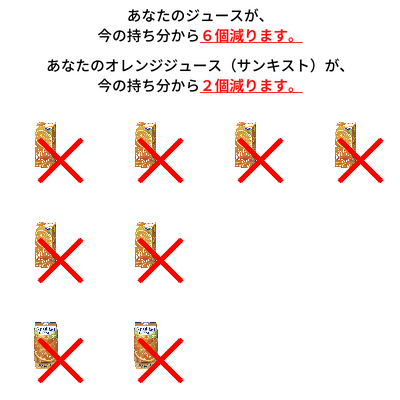 あなたのジュースが、
今の持ち分から６個減ります。
あなたのオレンジジュース（サンキスト）が、
今の持ち分から２個減ります。